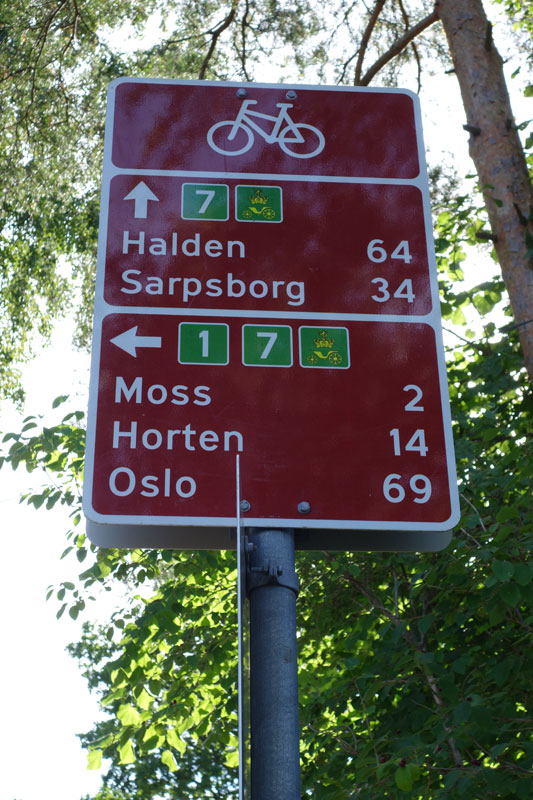 7
Halden 64
Sarpsborg 34
1 7
Moss 2
Horten 14
Oslo 69